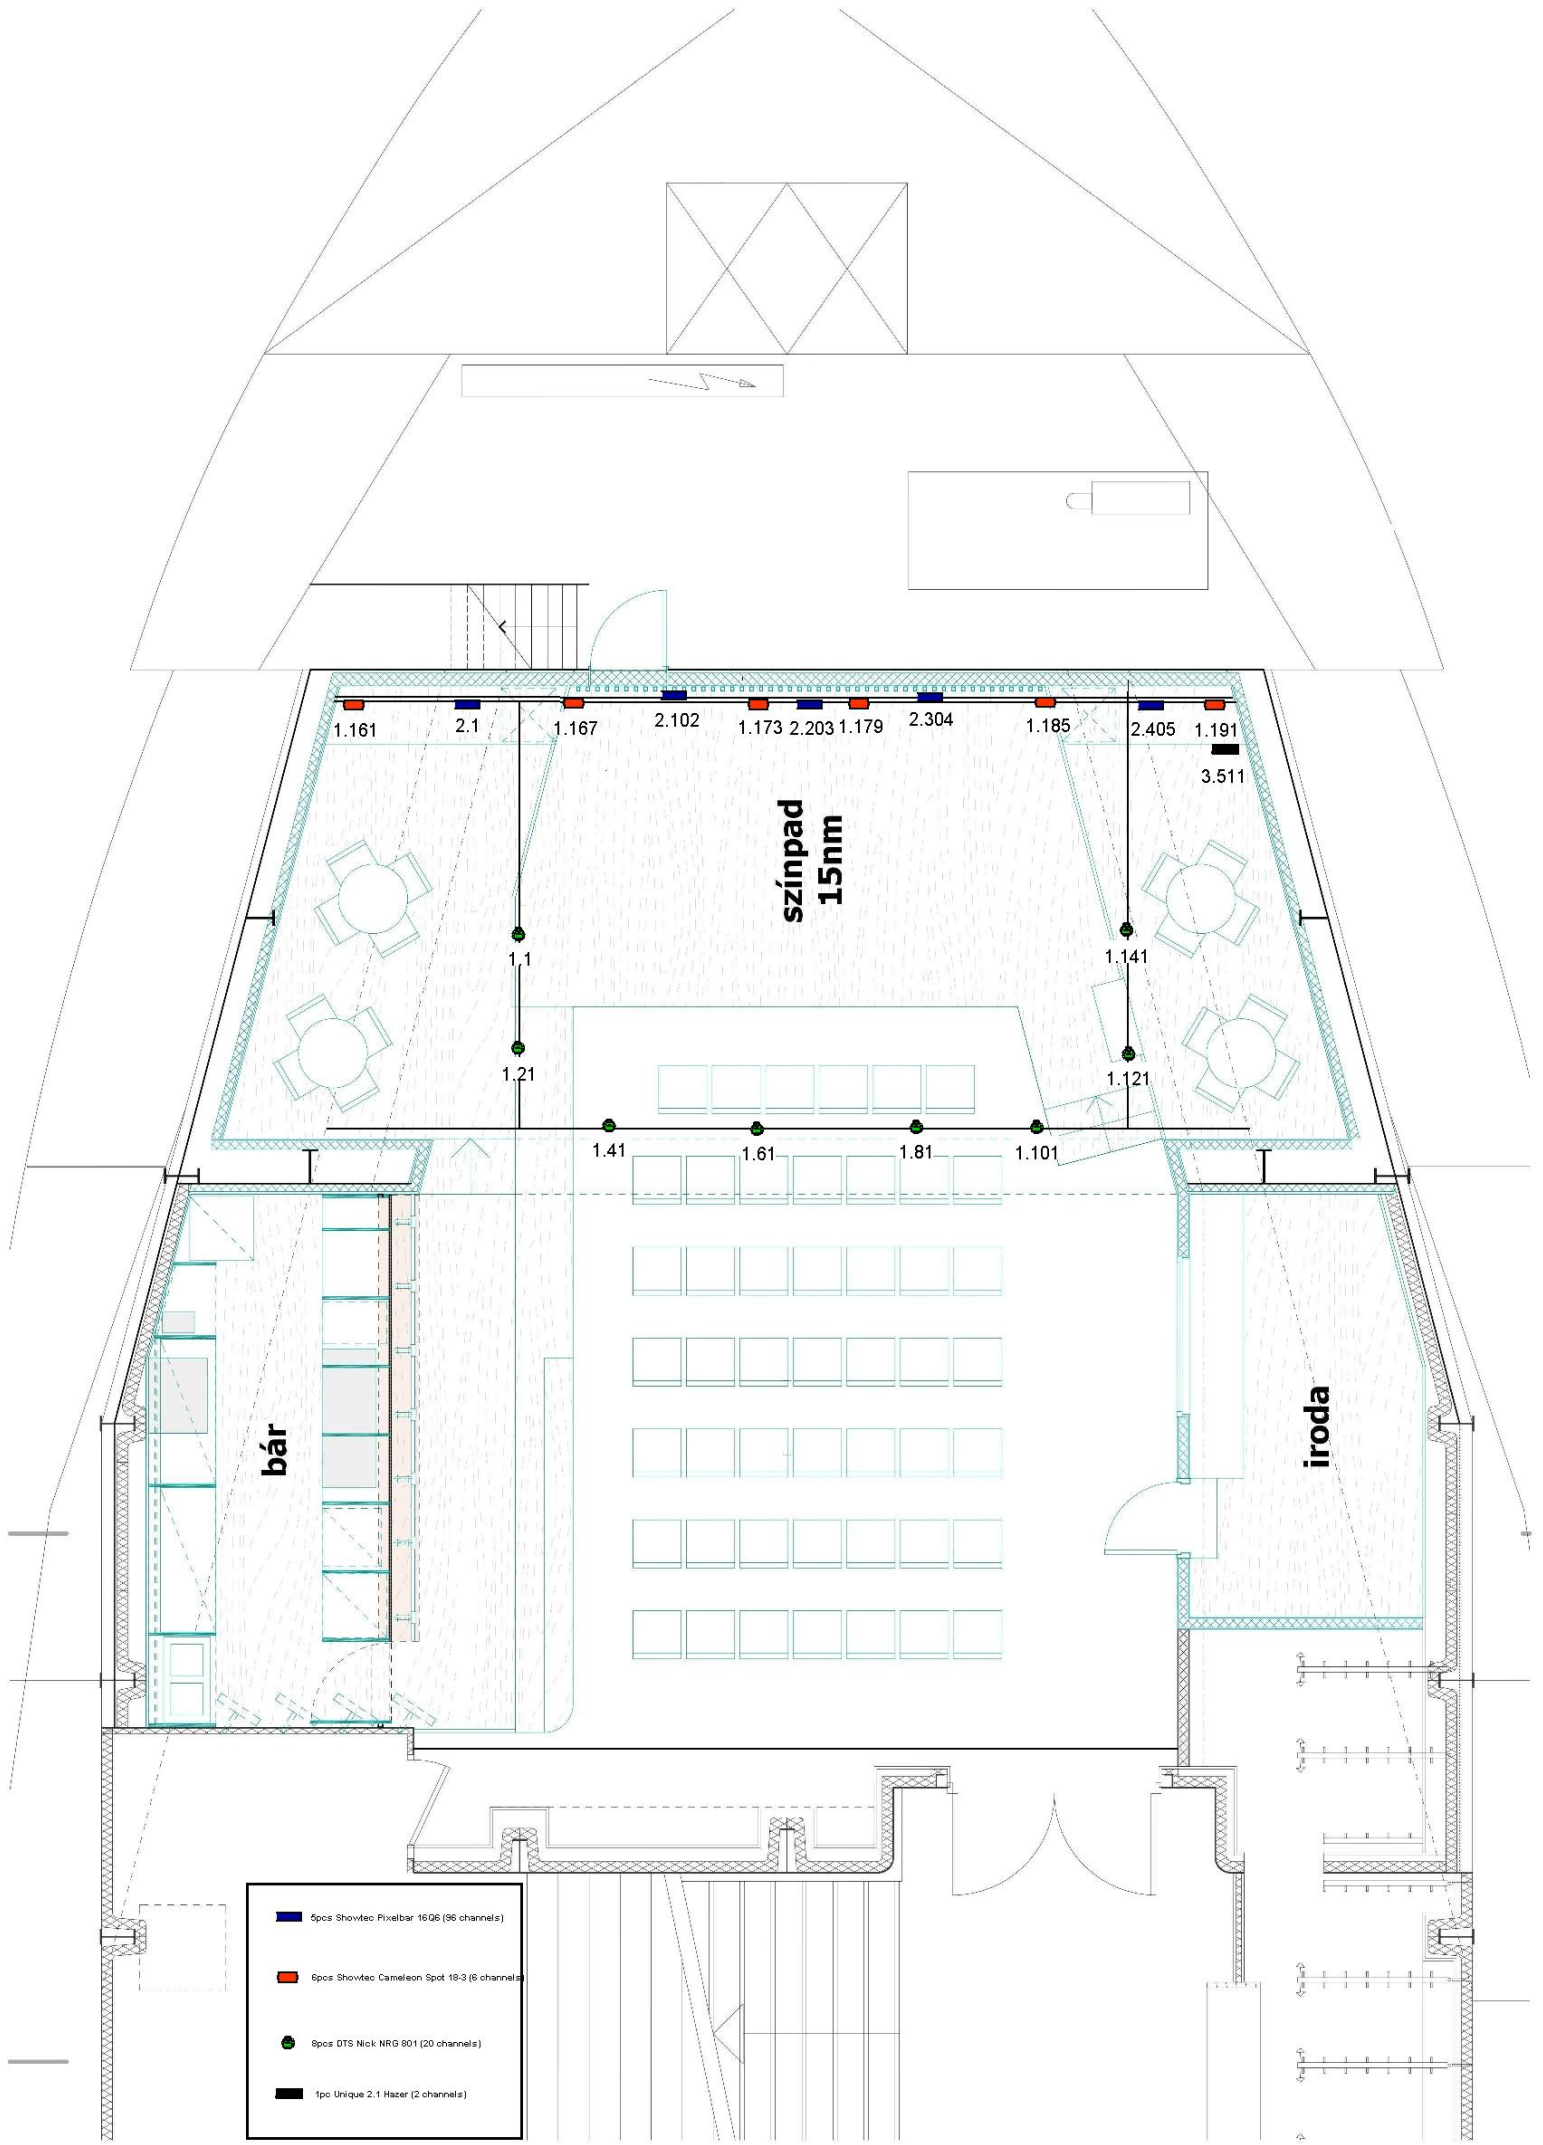 1.161
2.1
1.167
2.102
1.173
2.203
1.179
2.304
1.185
2.405
1.191
3.511
színpad
15nm
1.1
1.141
1.21
1.121
1.41
1.61
1.81
1.101
bár
iroda
5pcs Showtec Pixelbar 16Q6 (96 channels)
6pcs Showtec Cameleon Spot 18-3 (6 channels
8pcs DTS Nick NRG 801 (20 channels)
1pc Unique 2.1 Hazer (2 channels)